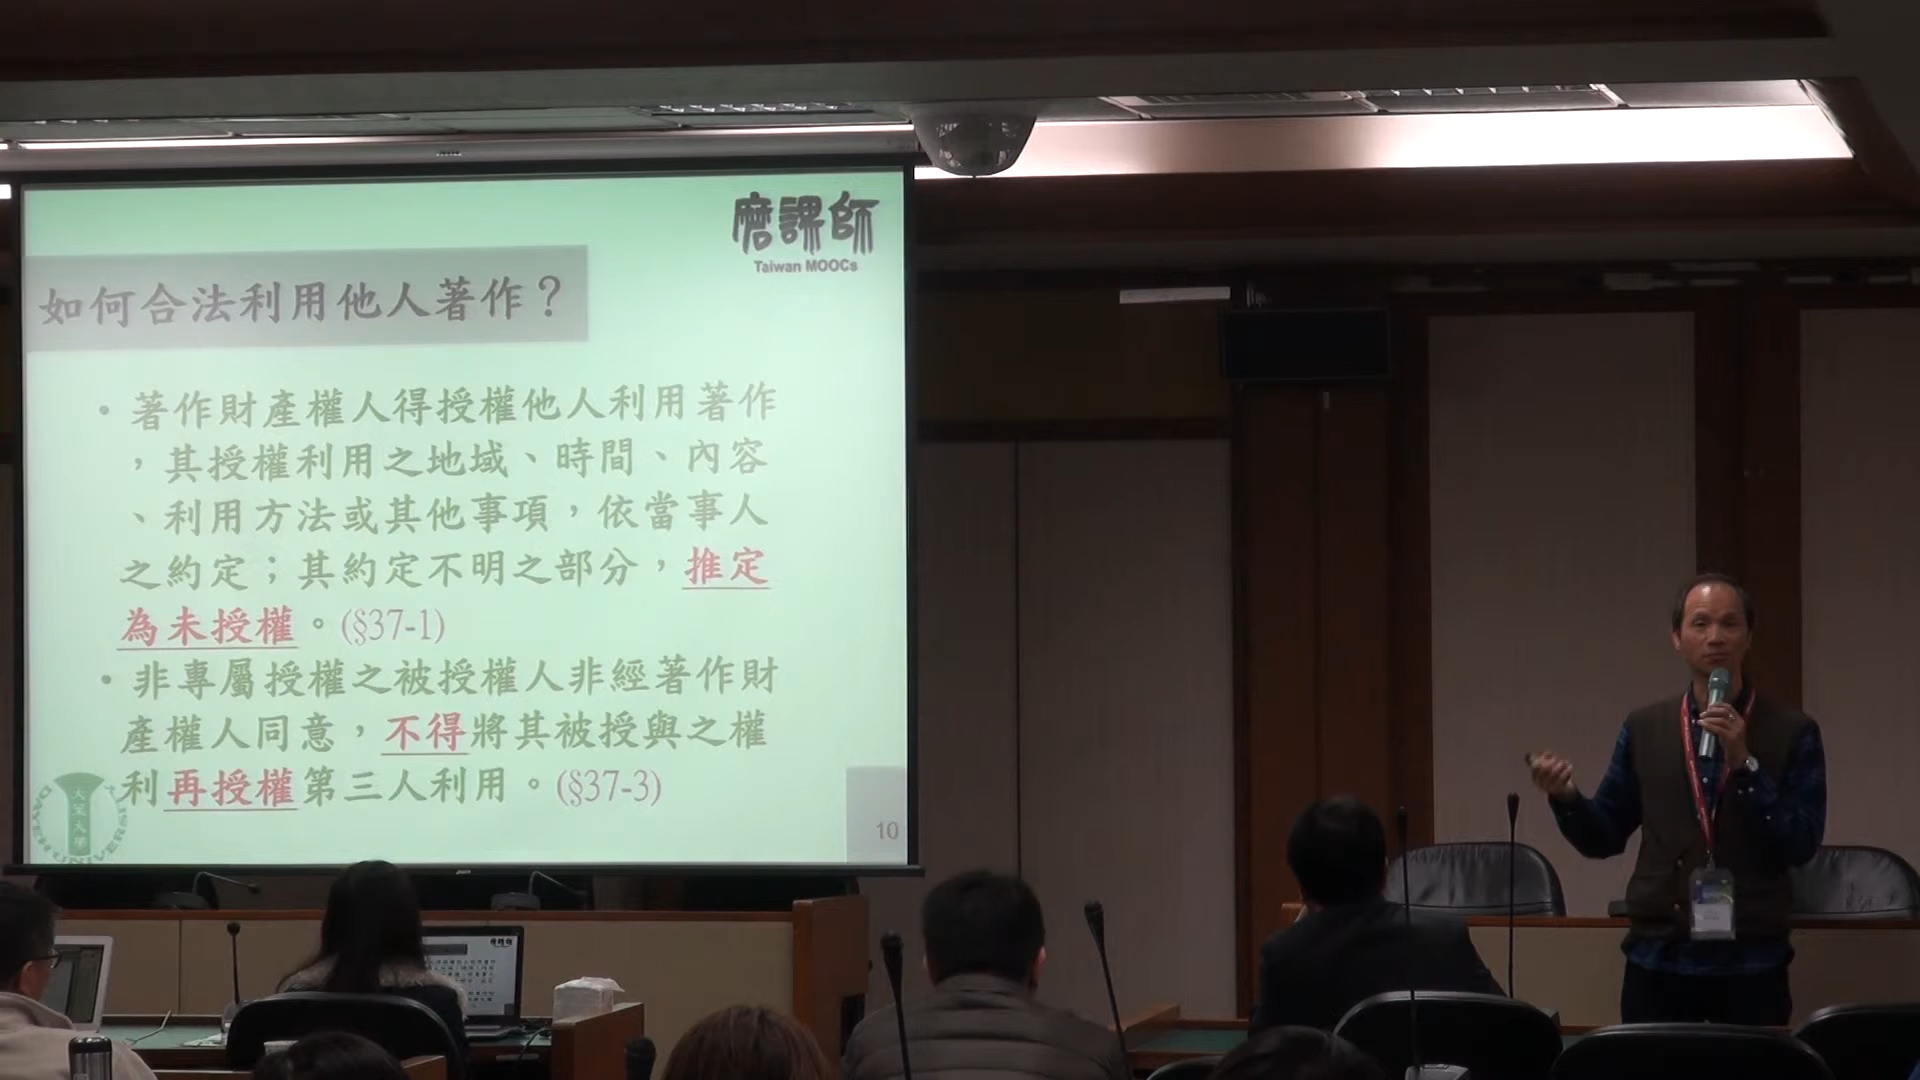 磨課師
Taiwan MOOCs
如何合法利用他人著作？
• 著作財產權人得授權他人利用著作
，其授權利用之地域、時間、內容
、利用方法或其他事項，依當事人
之約定；其約定不明之部分，推定
為未授權。(§37-1)
• 非專屬授權之被授權人非經著作財
產權人同意，不得將其被授與之權
利再授權第三人利用。(§37-3)
大葉大學
DAYEH UNIVERSITY
10